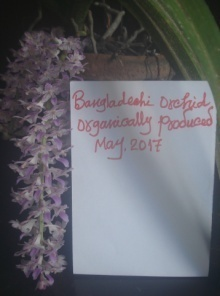 Bangladeshi Orchid,
Organically Produced
May. 2017